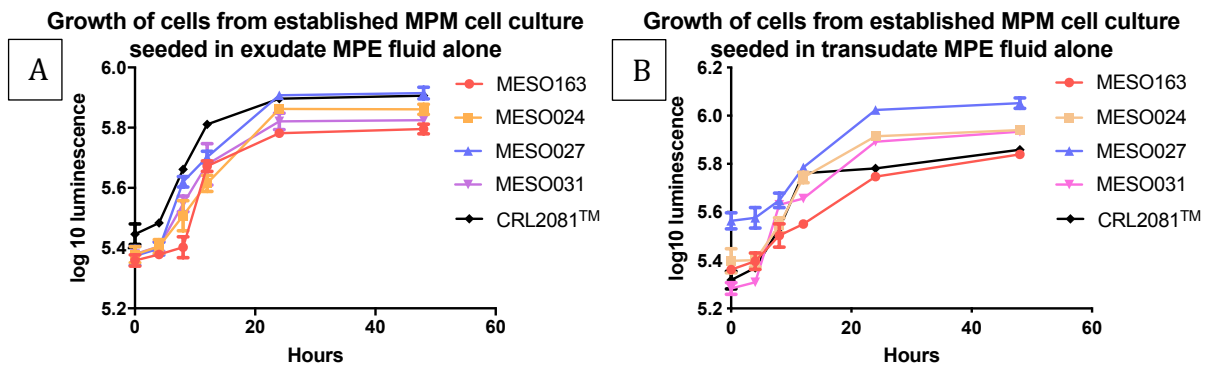 A
Growth of cells from established MPM cell culture
seeded in exudate MPE fluid alone
log 10 luminescence
6.0
5.8
5.6
5.4
5.2
0
20
40
60
Hours
MESO163
MESO024
MESO027
MESO031
CRL2081TM
B
Growth of cells from established MPM cell culture
seeded in transudate MPE fluid alone
log10 luminescence
6.2
6.0
5.8
5.6
5.4
5.2
0
20
40
60
Hours
MESO163
MESO024
MESO027
MESO031
CRL2081TM